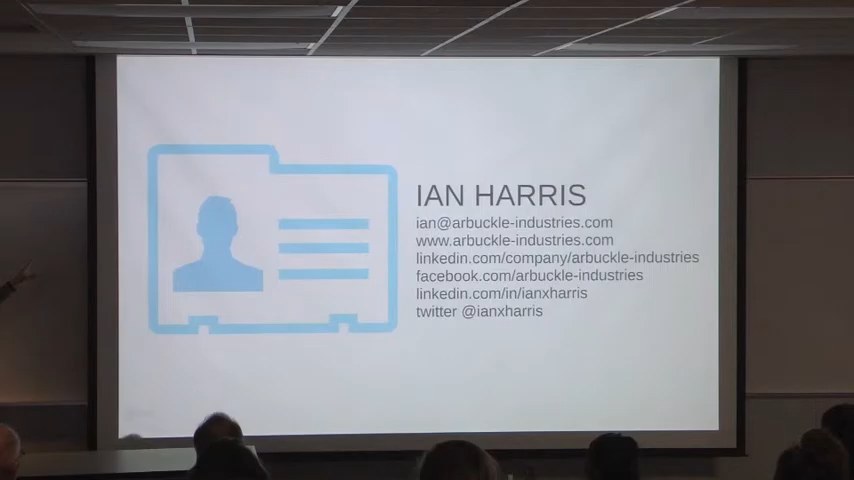 IAN HARRIS
ian@arbuckle-industries.com
www.arbuckle-industries.com
linkedin.com/company/arbuckle-industries
facebook.com/arbuckle-industries
linkedin.com/in/ianxharris
twitter @ianxharris